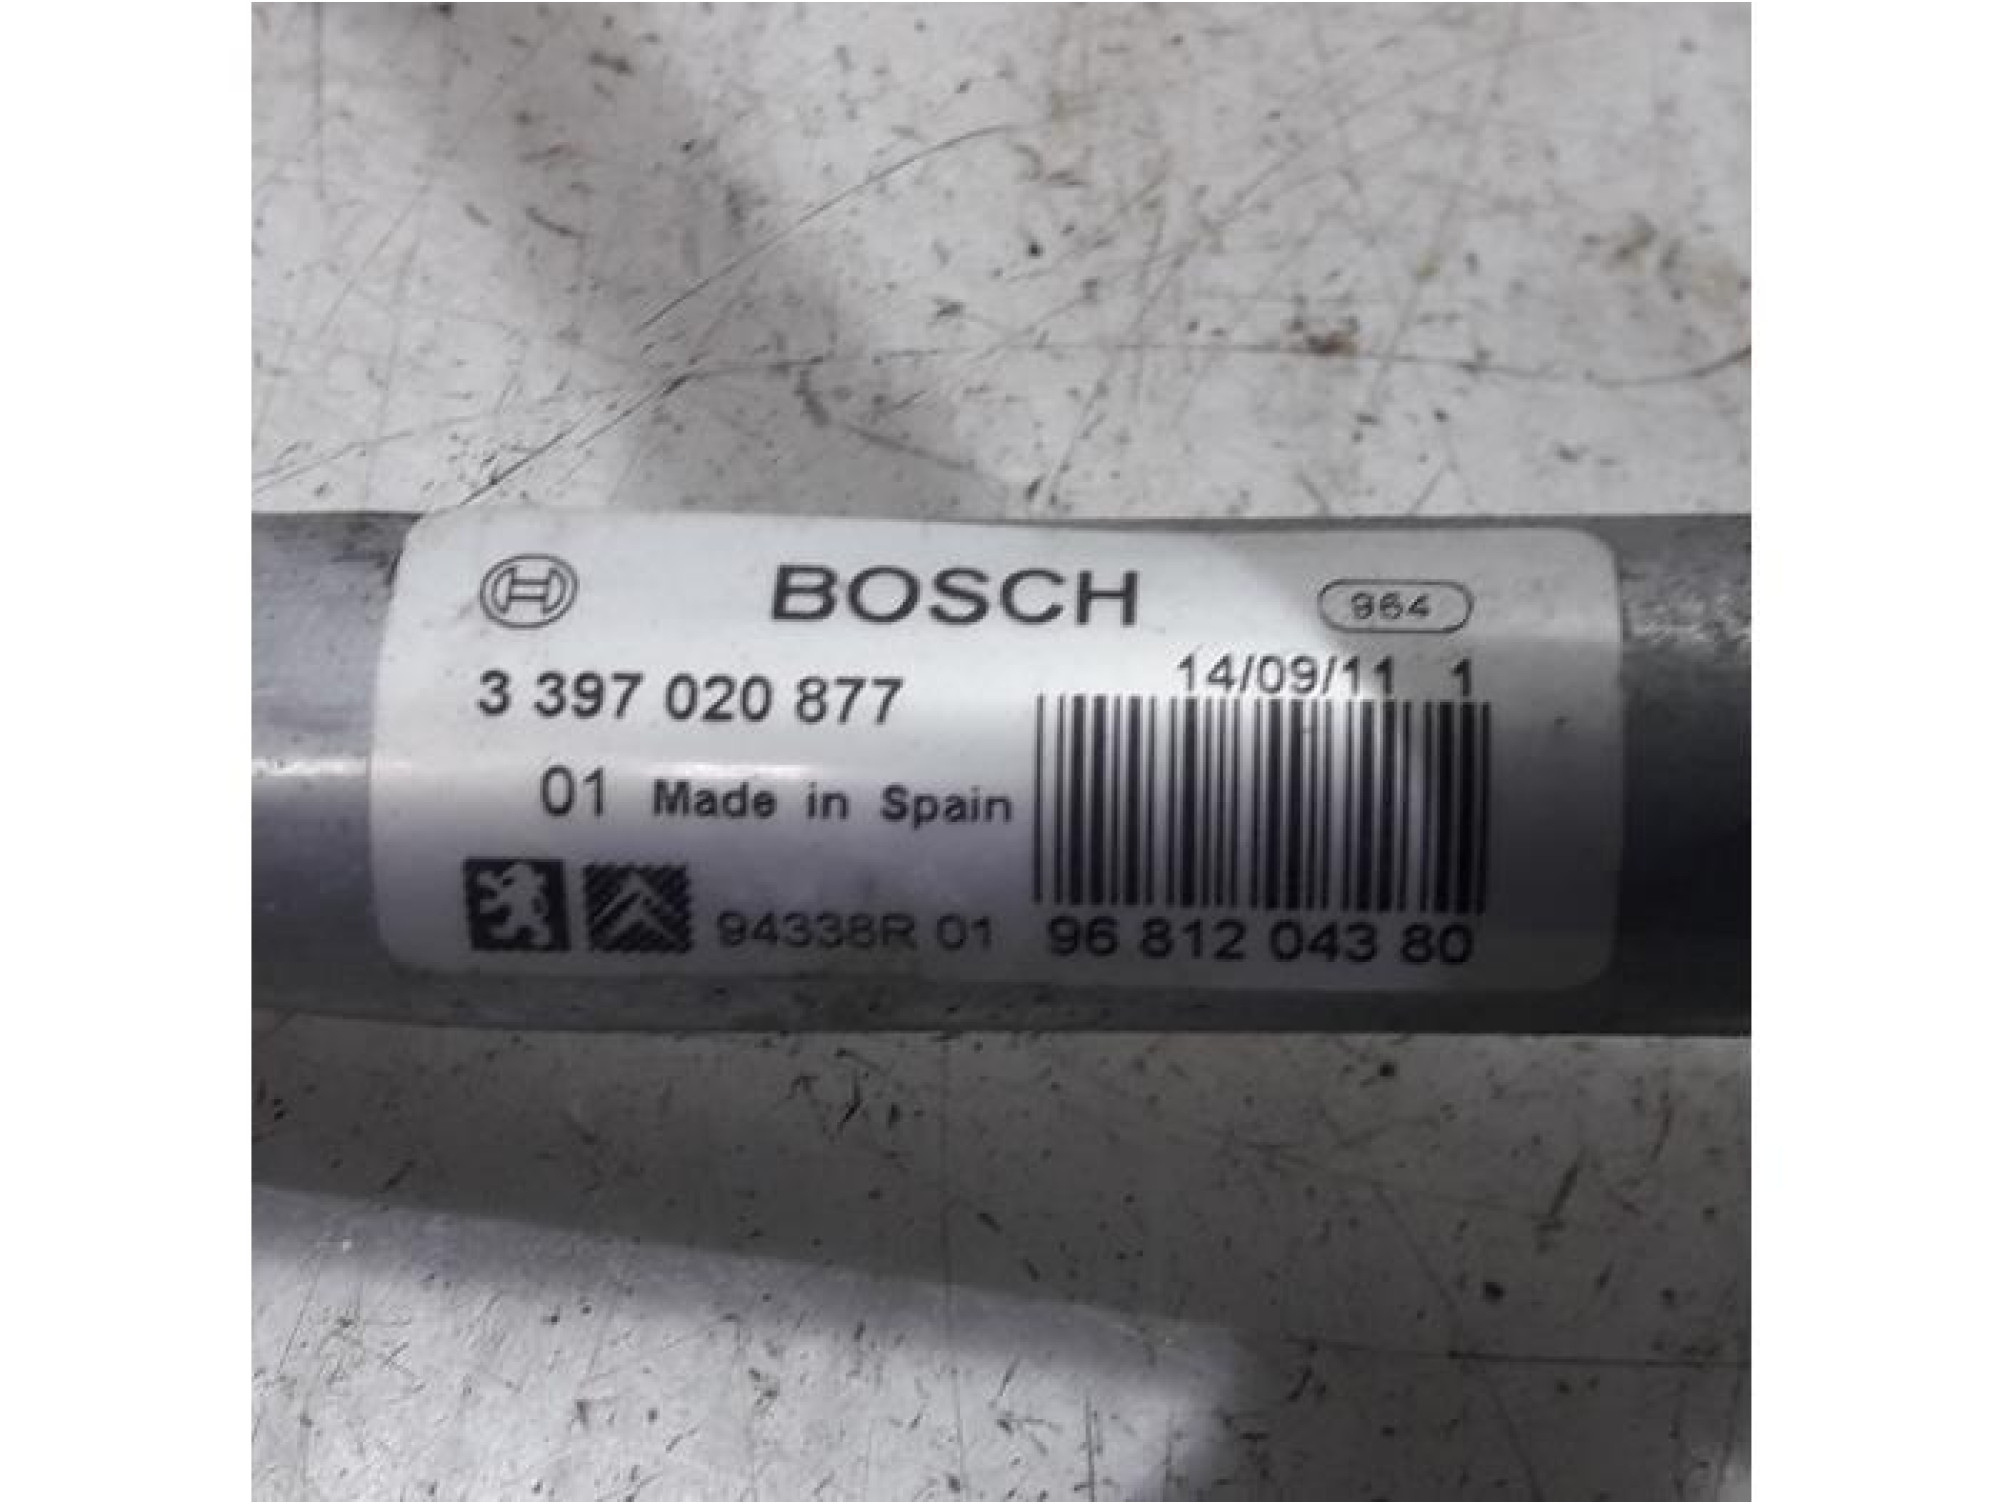 BOSCH 964
14/09/11 1
3 397 020 877
01 Made in Spain
94338R 01 96 812 043 80